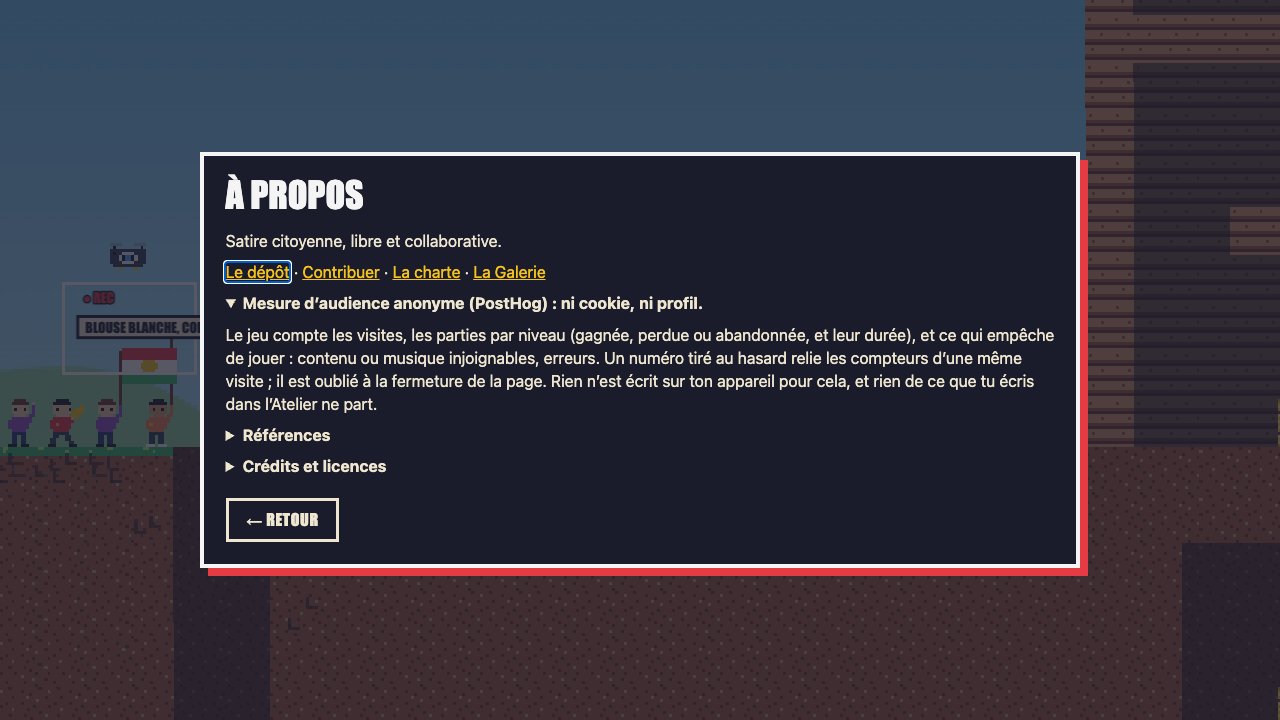 À PROPOS
Satire citoyenne, libre et collaborative.
Le dépôt · Contribuer · La charte · La Galerie
▼ Mesure d’audience anonyme (PostHog) : ni cookie, ni profil.
Le jeu compte les visites, les parties par niveau (gagnée, perdue ou abandonnée, et leur durée), et ce qui empêche
de jouer : contenu ou musique injoignables, erreurs. Un numéro tiré au hasard relie les compteurs d’une même
visite ; il est oublié à la fermeture de la page. Rien n’est écrit sur ton appareil pour cela, et rien de ce que tu écris
dans l’Atelier ne part.
▶ Références
▶ Crédits et licences
← RETOUR
● REC
BLOUSE BLANCHE,